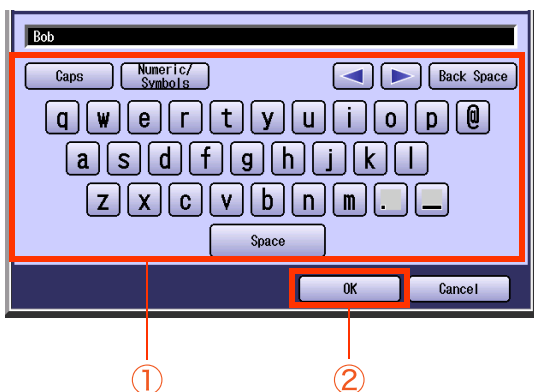 Bob
Caps Numeric/ Symbols Back Space
q w e r t y u i o p @
a s d f g h j k l
z x c v b n m . _
Space
OK Cancel
① ②